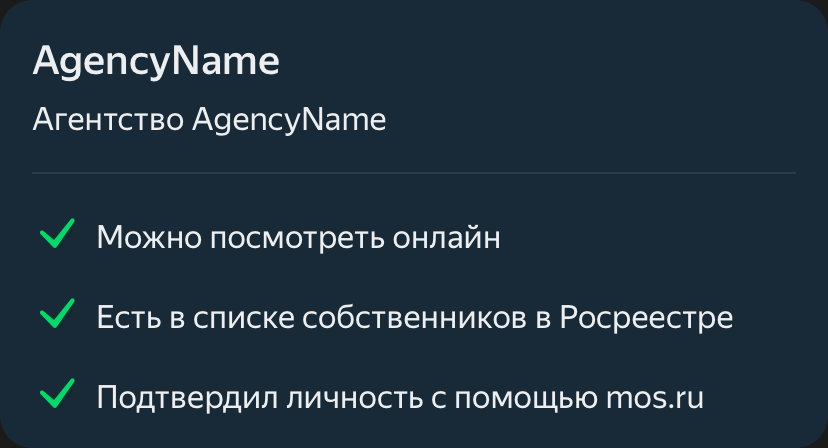 AgencyName
Агентство AgencyName
Можно посмотреть онлайн
Есть в списке собственников в Росреестре
Подтвердил личность с помощью mos.ru